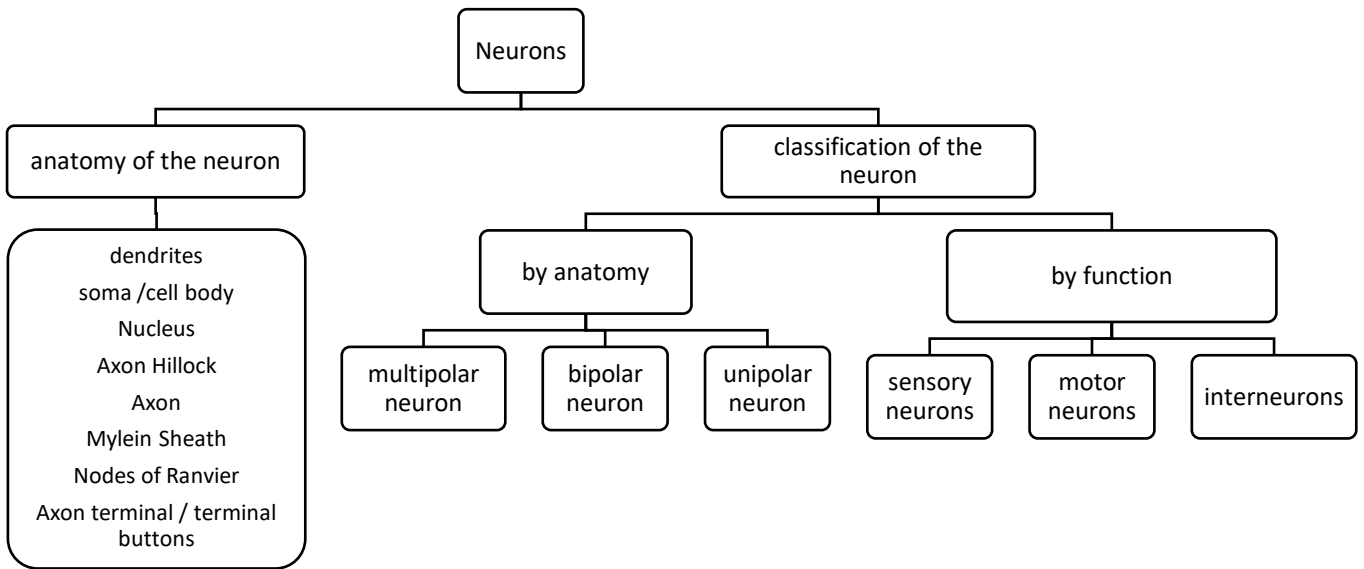 Neurons
anatomy of the neuron
classification of the
neuron
dendrites
soma /cell body
Nucleus
Axon Hillock
Axon
Mylein Sheath
Nodes of Ranvier
Axon terminal / terminal
buttons
by anatomy
by function
multipolar
neuron
bipolar
neuron
unipolar
neuron
sensory
neurons
motor
neurons
interneurons